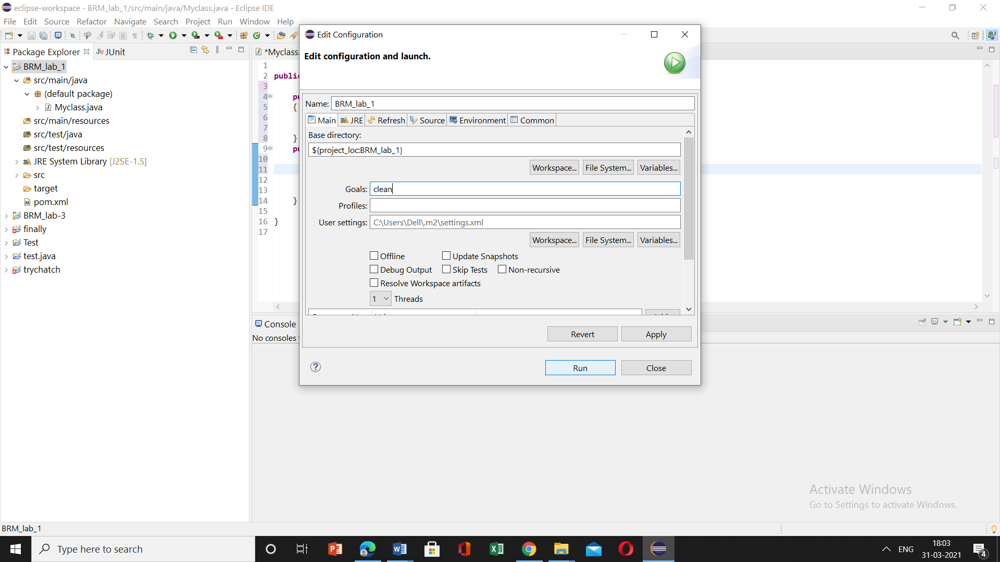 eclipse-workspace - BRM_lab_1/src/main/java/Myclass.java - Eclipse IDE
File Edit Source Refactor Navigate Search Project Run Window Help
Package Explorer
JUnit
BRM_lab_1
src/main/java
(default package)
Myclass.java
src/main/resources
src/test/java
src/test/resources
JRE System Library [J2SE-1.5]
src
target
pom.xml
BRM_lab-3
finally
Test
test.java
trychatch
*Myclass.
1
2 public
3
4 pu
5 {
6
7
8 }
9 pu
10
11
12
13
14 }
15
16 }
17
Edit Configuration
Edit configuration and launch.
Name: BRM_lab_1
Main JRE Refresh Source Environment Common
Base directory:
${project_loc:BRM_lab_1}
Workspace... File System... Variables...
Goals: clean
Profiles:
User settings: C:\Users\Dell\.m2\settings.xml
Workspace... File System... Variables...
Offline Update Snapshots
Debug Output Skip Tests Non-recursive
Resolve Workspace artifacts
1 Threads
Revert Apply
Run Close
Console
No consoles
Activate Windows
Go to Settings to activate Windows.
BRM_lab_1
Type here to search
ENG
18:03
31-03-2021
4